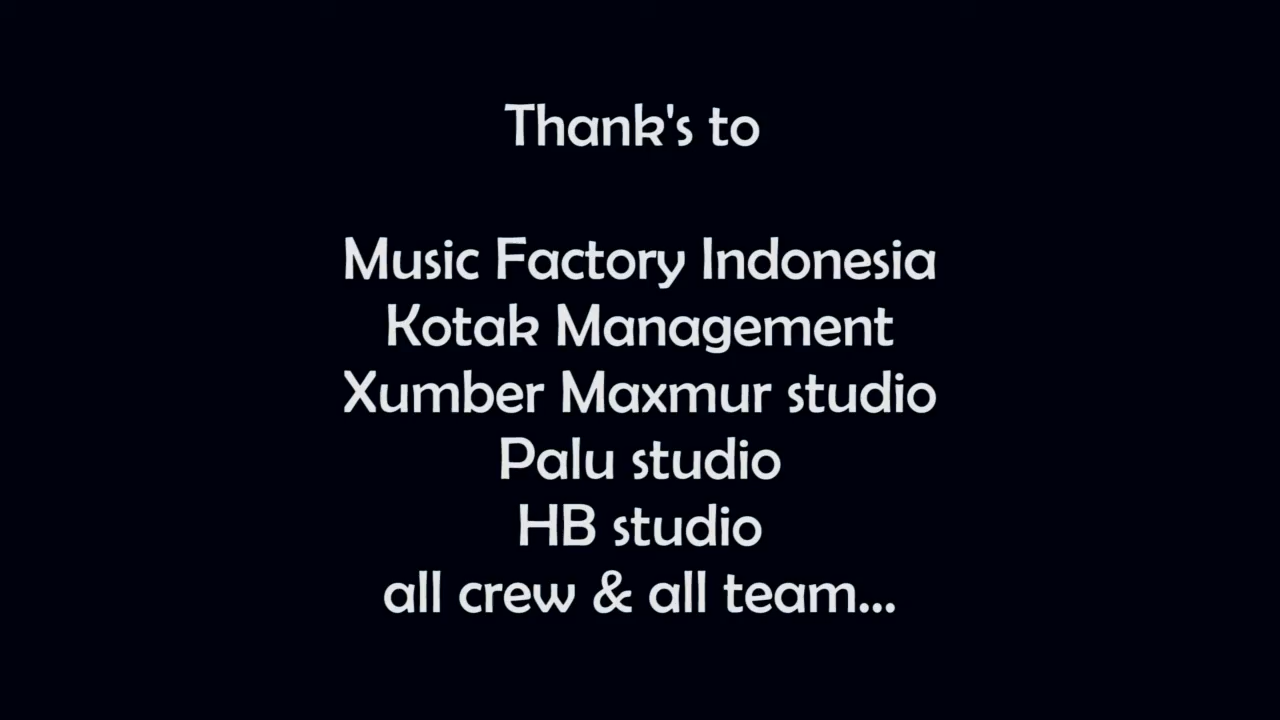 Thank's to
Music Factory Indonesia
Kotak Management
Xumber Maxmur studio
Palu studio
HB studio
all crew & all team...